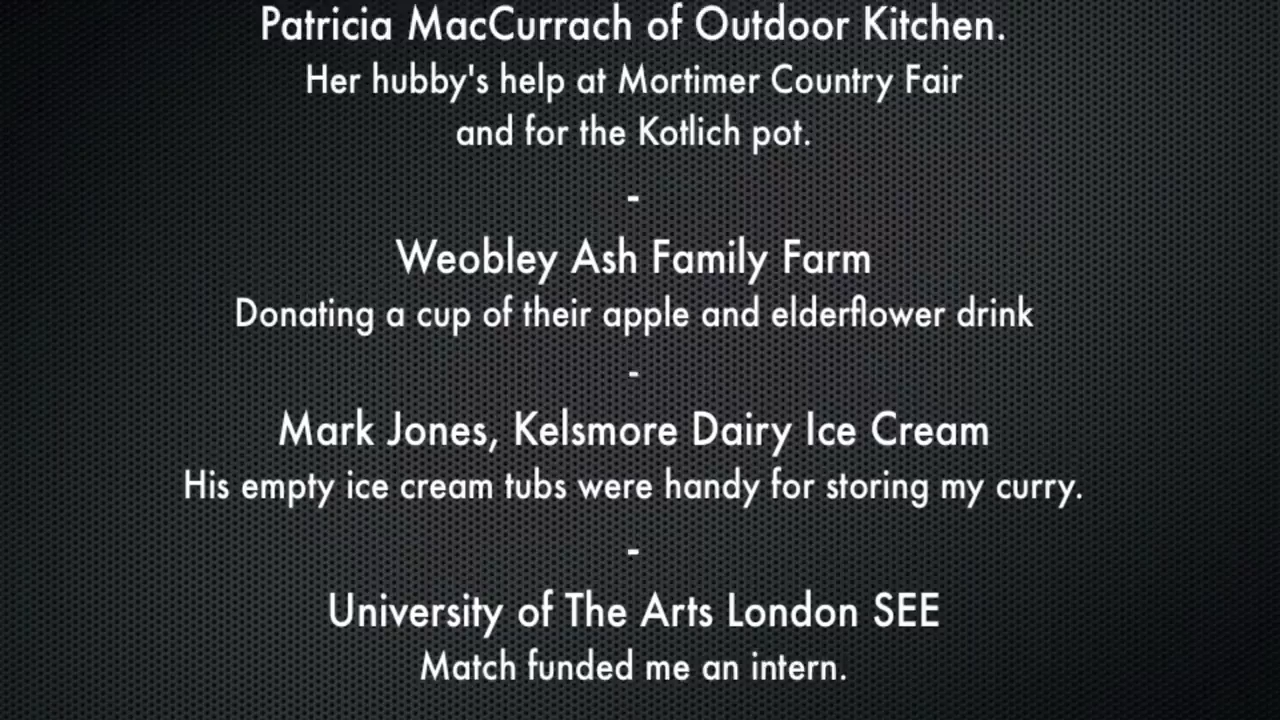 Patricia MacCurrach of Outdoor Kitchen.
Her hubby's help at Mortimer Country Fair
and for the Kotlich pot.
-
Weobley Ash Family Farm
Donating a cup of their apple and elderflower drink
-
Mark Jones, Kelsmore Dairy Ice Cream
His empty ice cream tubs were handy for storing my curry.
-
University of The Arts London SEE
Match funded me an intern.